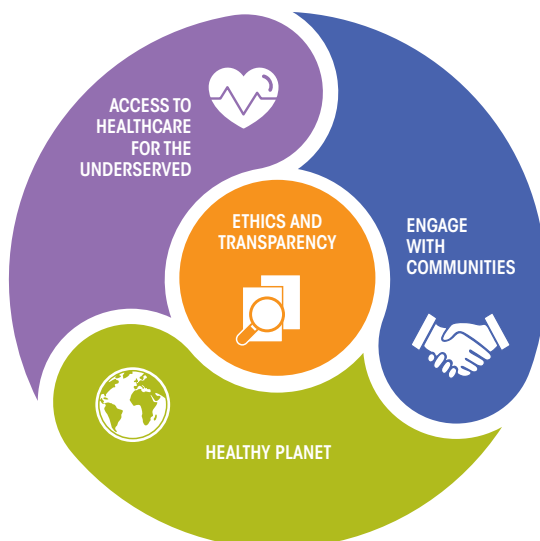 ACCESS TO
HEALTHCARE
FOR THE
UNDERSERVED
ETHICS AND
TRANSPARENCY
ENGAGE
WITH
COMMUNITIES
HEALTHY PLANET